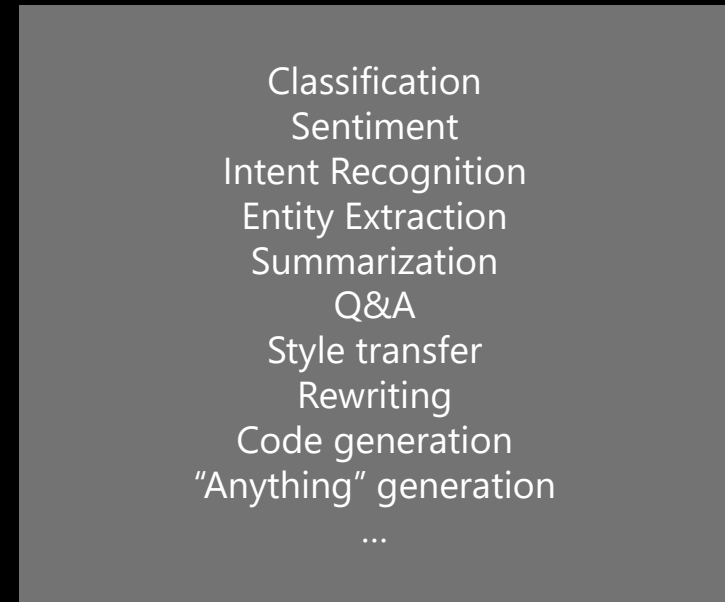 Classification
Sentiment
Intent Recognition
Entity Extraction
Summarization
Q&A
Style transfer
Rewriting
Code generation
“Anything” generation
…